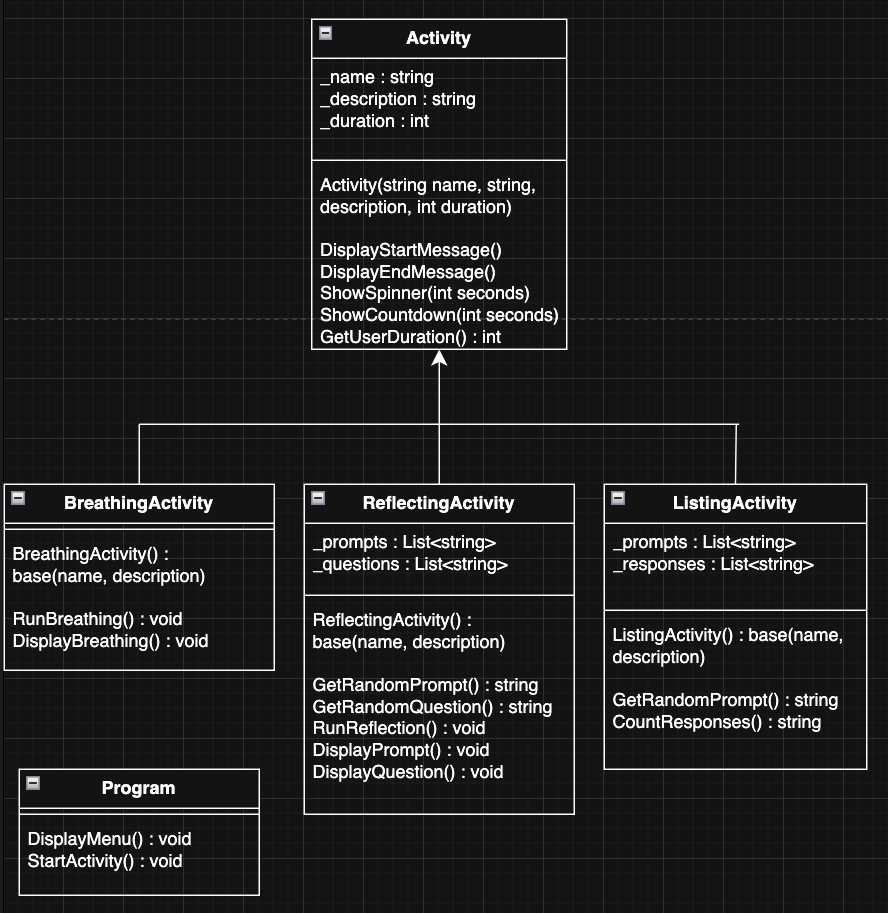 Activity
_name : string
_description : string
_duration : int
Activity(string name, string,
description, int duration)
DisplayStartMessage()
DisplayEndMessage()
ShowSpinner(int seconds)
ShowCountdown(int seconds)
GetUserDuration() : int
BreathingActivity
BreathingActivity() :
base(name, description)
RunBreathing() : void
DisplayBreathing() : void
ReflectingActivity
_prompts : List<string>
_questions : List<string>
ReflectingActivity() :
base(name, description)
GetRandomPrompt() : string
GetRandomQuestion() : string
RunReflection() : void
DisplayPrompt() : void
DisplayQuestion() : void
ListingActivity
_prompts : List<string>
_responses : List<string>
ListingActivity() : base(name,
description)
GetRandomPrompt() : string
CountResponses() : string
Program
DisplayMenu() : void
StartActivity() : void